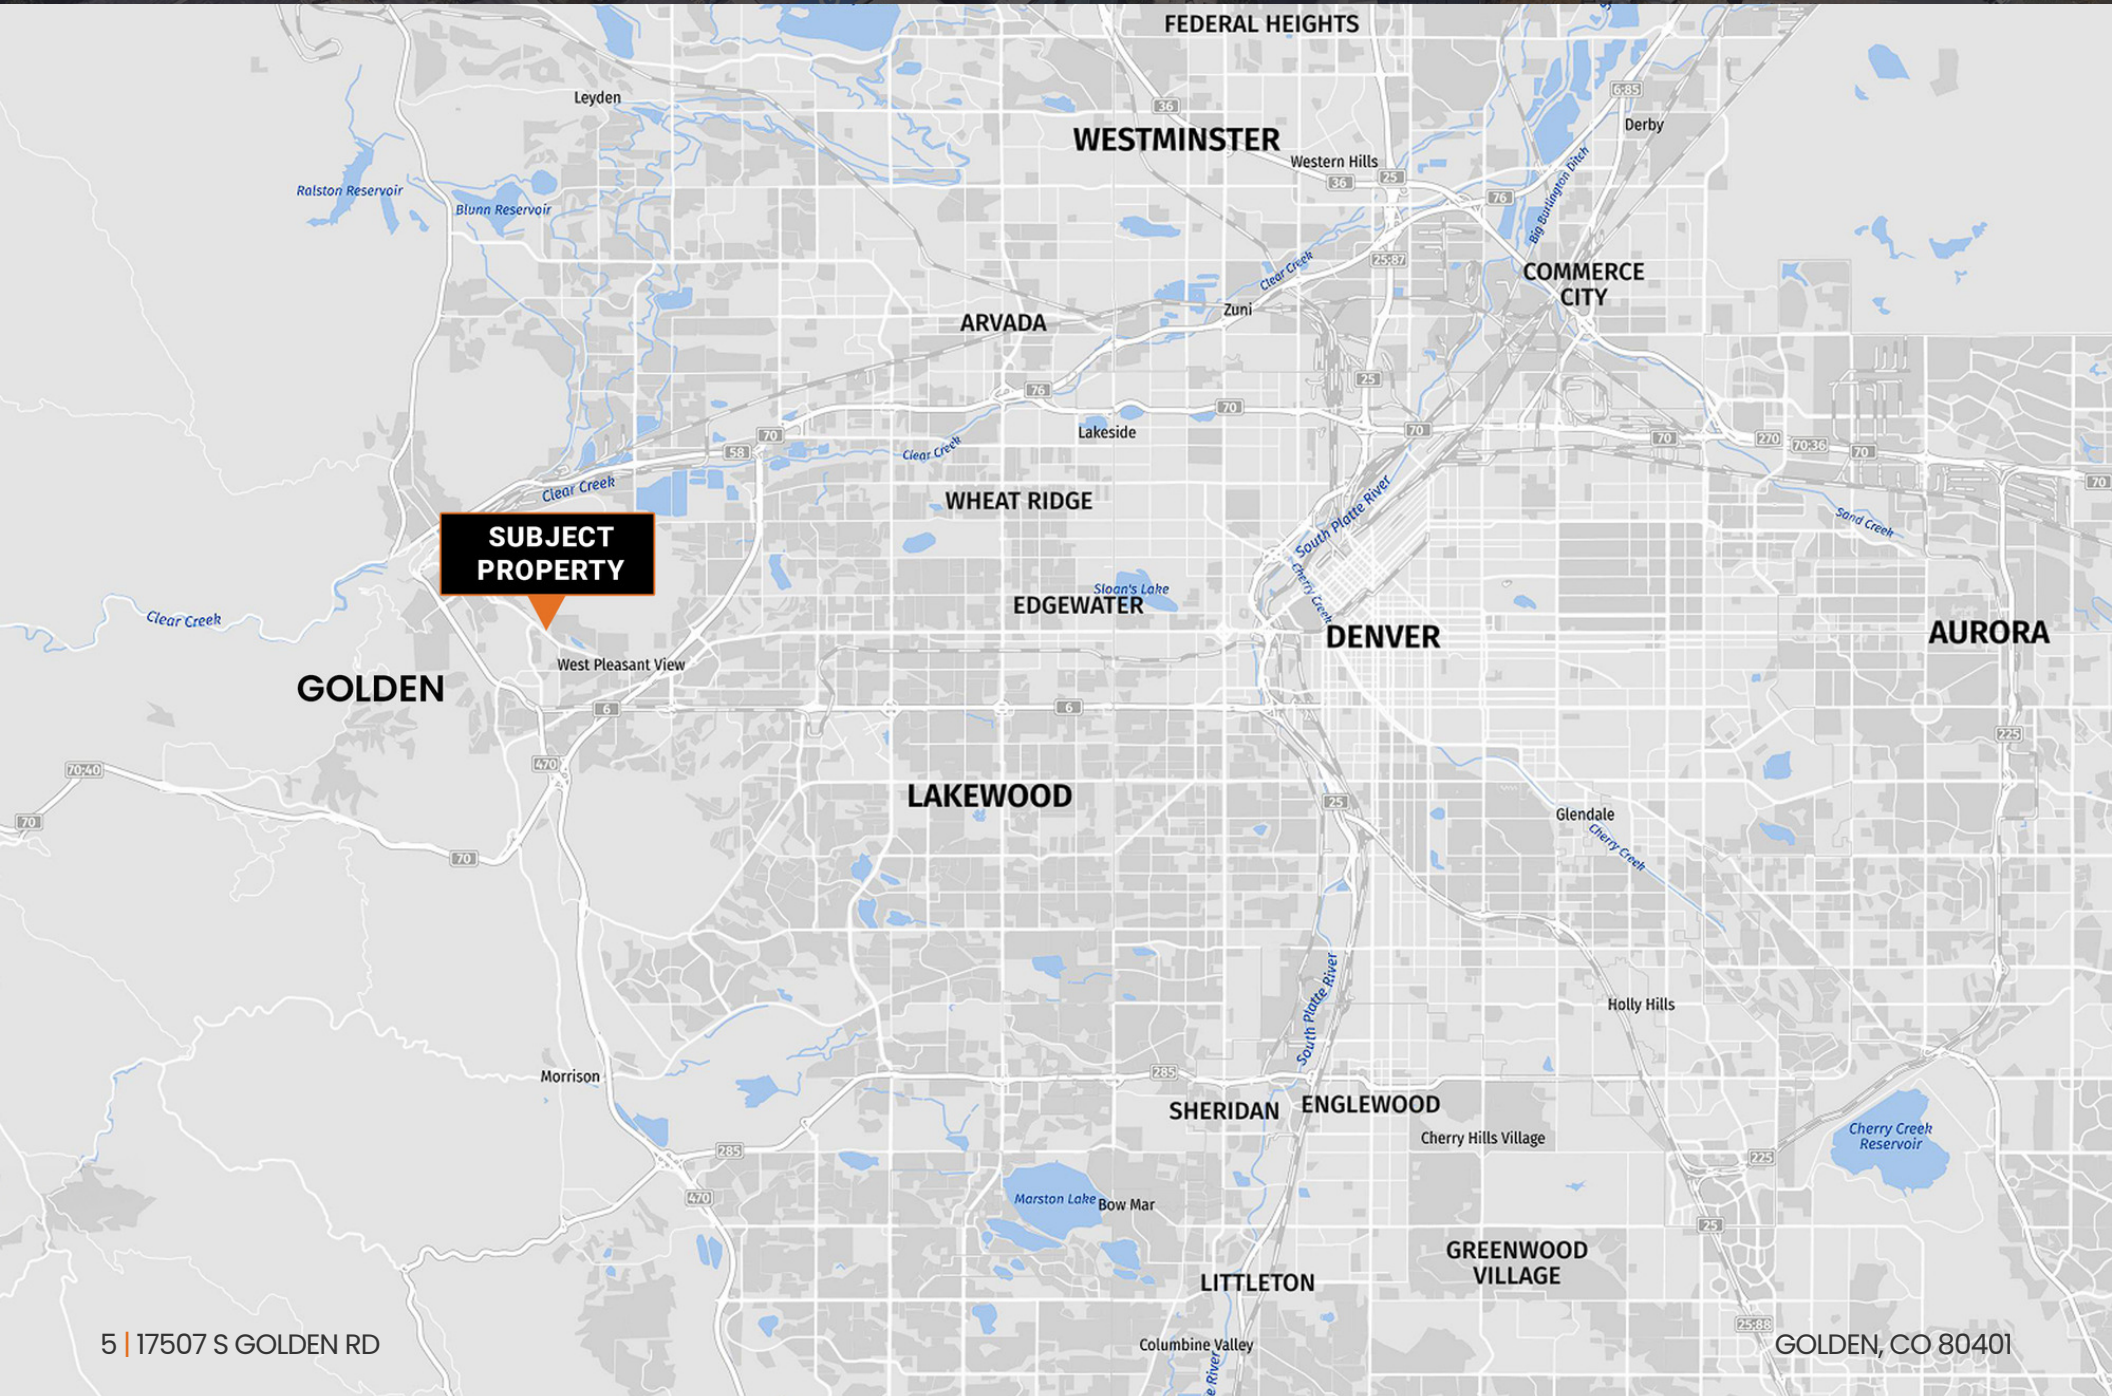 FEDERAL HEIGHTS
Leyden
36
6:85
Derby
WESTMINSTER
Western Hills
36
25
76
Ralston Reservoir
Blunn Reservoir
Big Burlington Ditch
25:87
Clear Creek
COMMERCE
CITY
Zuni
ARVADA
25
76
70
Lakeside
70
70
58
Clear Creek
70
270
70:36
70
70
Clear Creek
WHEAT RIDGE
South Platte River
Sand Creek
SUBJECT
PROPERTY
Cherry Creek
Sloan's Lake
EDGEWATER
Clear Creek
DENVER
AURORA
West Pleasant View
GOLDEN
6
6
225
470
70:40
LAKEWOOD
25
Glendale
70
Cherry Creek
70
South Platte River
Holly Hills
Morrison
285
SHERIDAN
ENGLEWOOD
Cherry Hills Village
Cherry Creek
Reservoir
285
225
470
Marston Lake
Bow Mar
25
GREENWOOD
VILLAGE
LITTLETON
25:88
Columbine Valley
e River
5 | 17507 S GOLDEN RD
GOLDEN, CO 80401